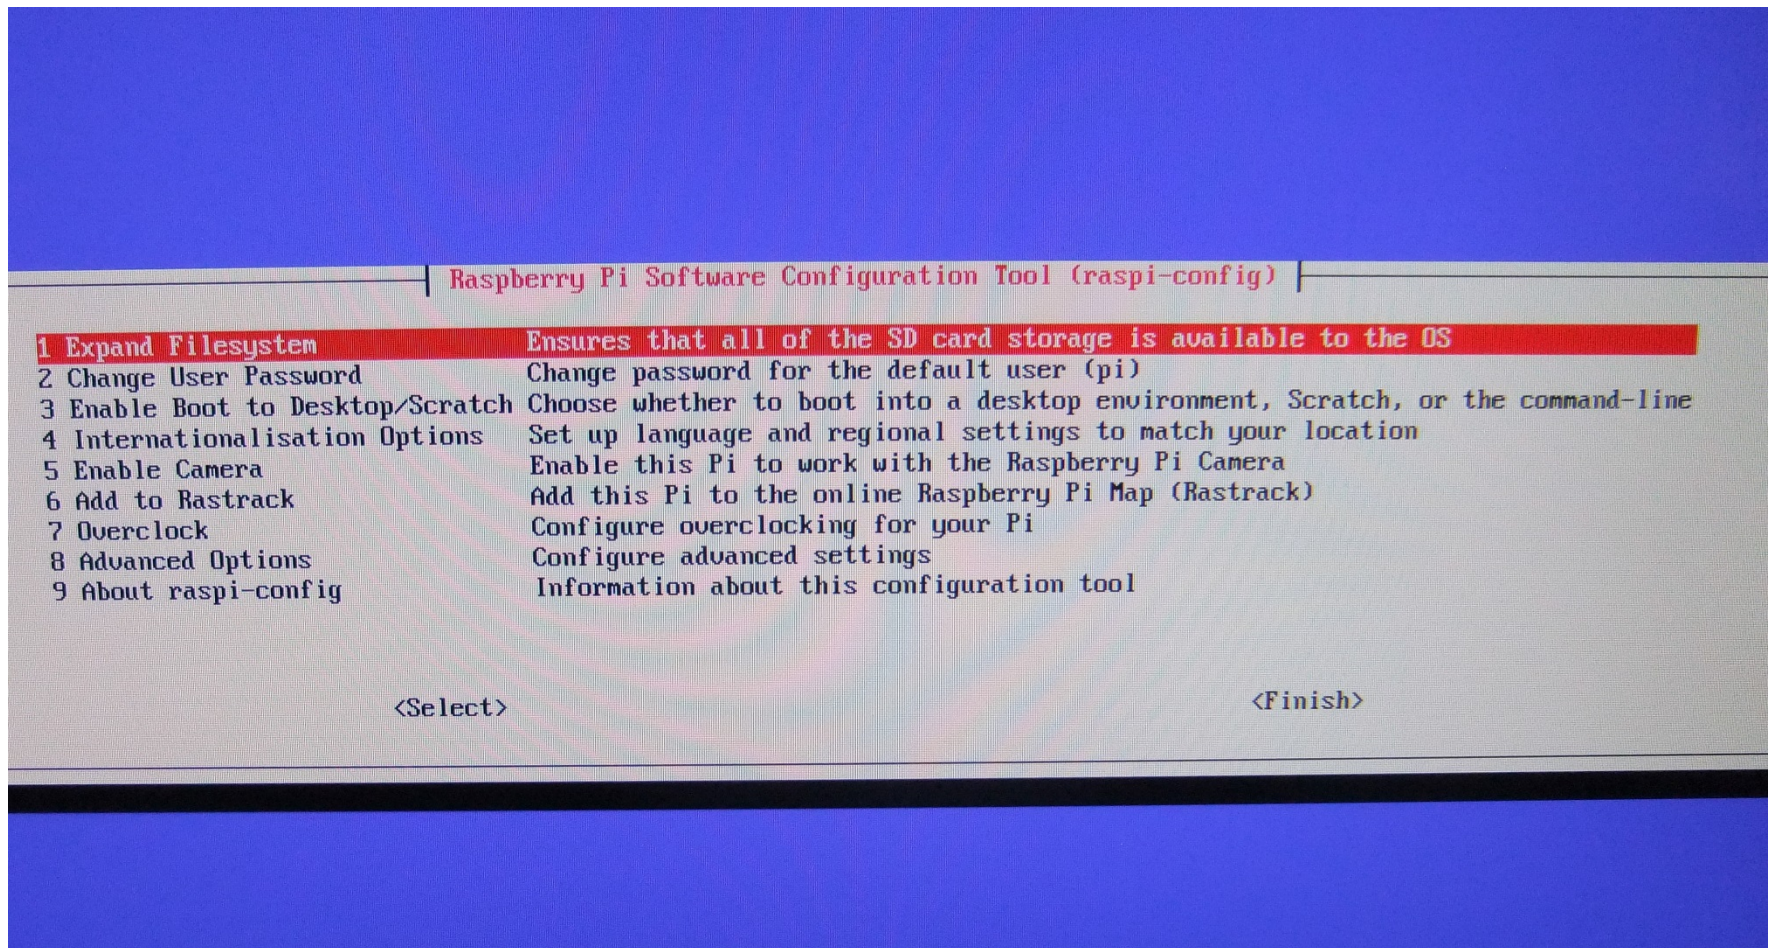 Raspberry Pi Software Configuration Tool (raspi-config)
1 Expand Filesystem Ensures that all of the SD card storage is available to the OS
2 Change User Password Change password for the default user (pi)
3 Enable Boot to Desktop/Scratch Choose whether to boot into a desktop environment, Scratch, or the command-line
4 Internationalisation Options Set up language and regional settings to match your location
5 Enable Camera Enable this Pi to work with the Raspberry Pi Camera
6 Add to Rastrack Add this Pi to the online Raspberry Pi Map (Rastrack)
7 Overclock Configure overclocking for your Pi
8 Advanced Options Configure advanced settings
9 About raspi-config Information about this configuration tool
<Select> <Finish>